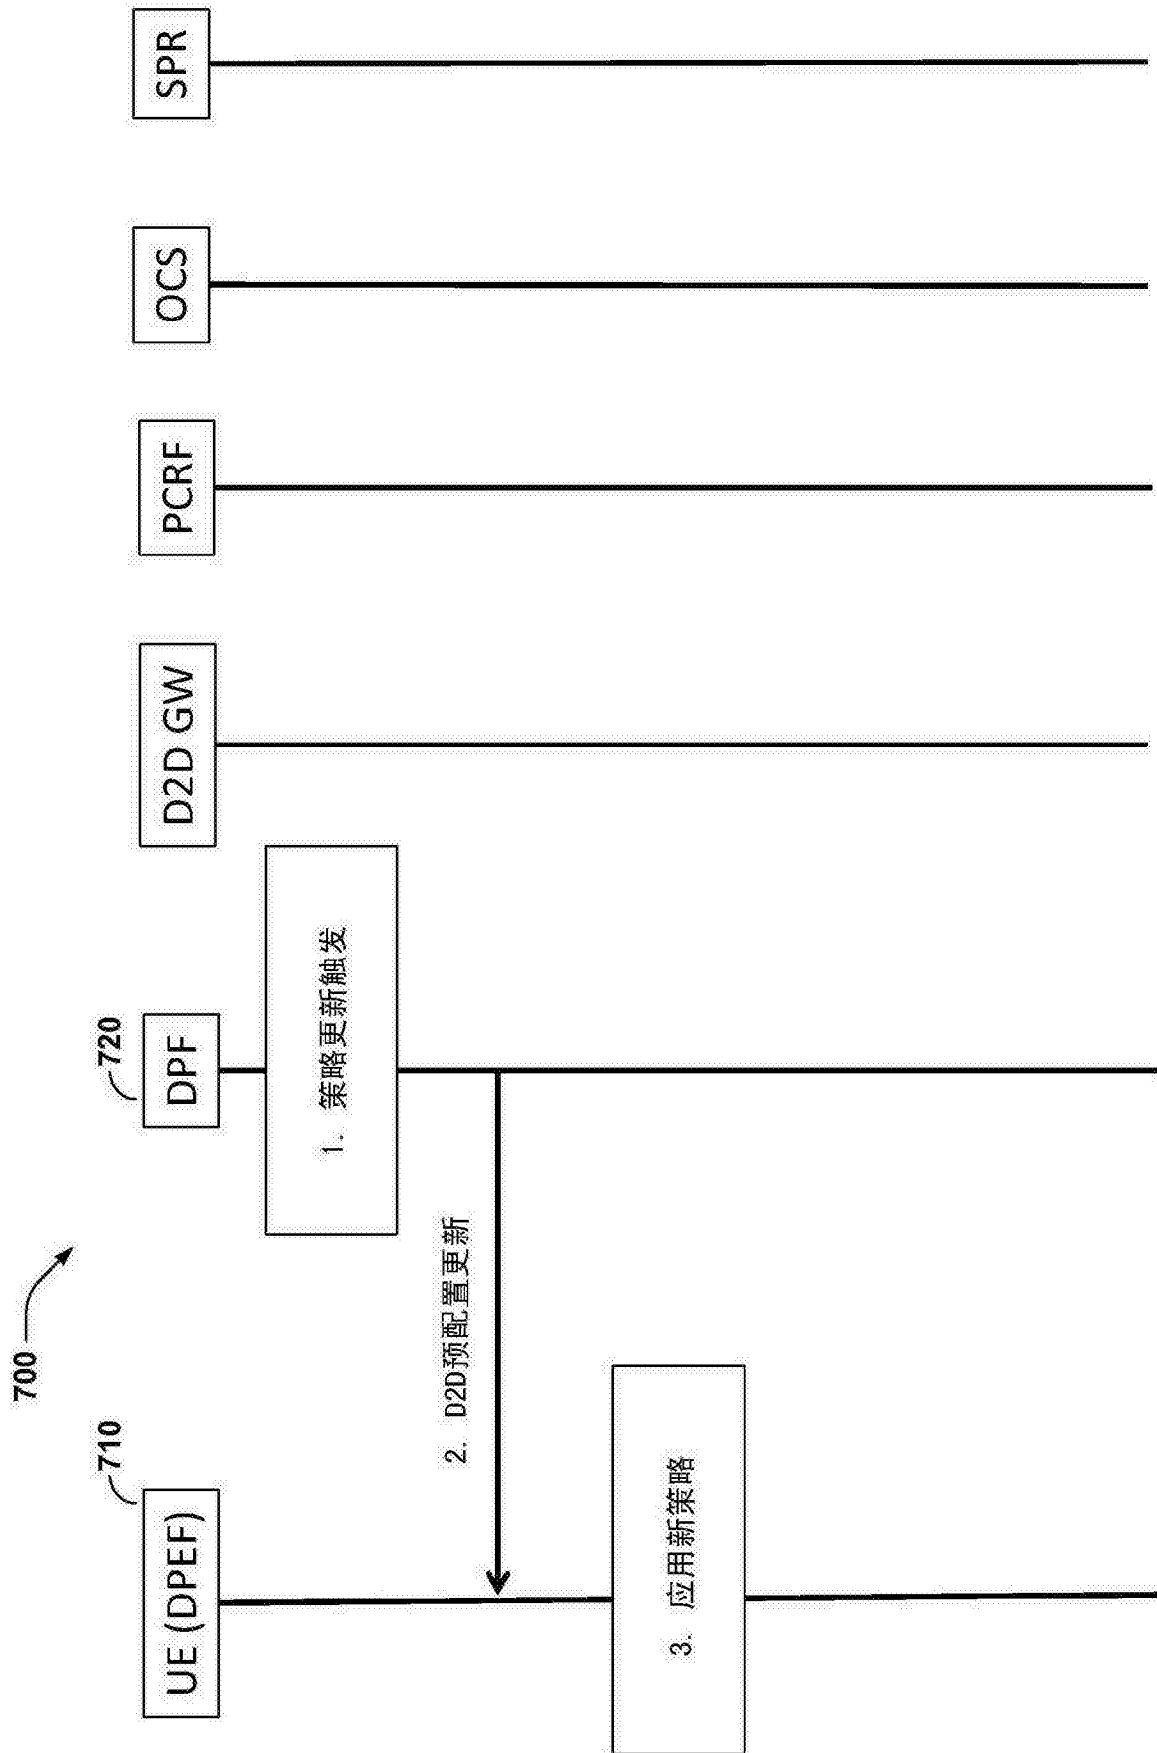 700
710
720
UE (DPEF)
DPF
D2D GW
PCRF
OCS
SPR
1. 策略更新触发
2. D2D预配置更新
3. 应用新策略